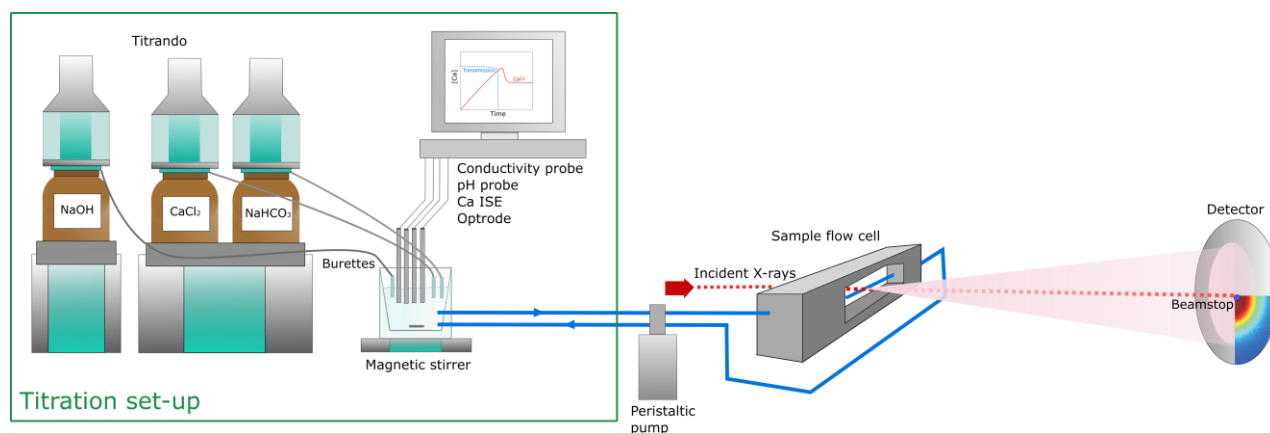 Titrando
NaOH
CaCl₂
NaHCO₃
[Ca]
Transmission
Ca²⁺
Time
Conductivity probe
pH probe
Ca ISE
Optrode
Burettes
Magnetic stirrer
Titration set-up
Peristaltic
pump
Incident X-rays
Sample flow cell
Detector
Beamstop